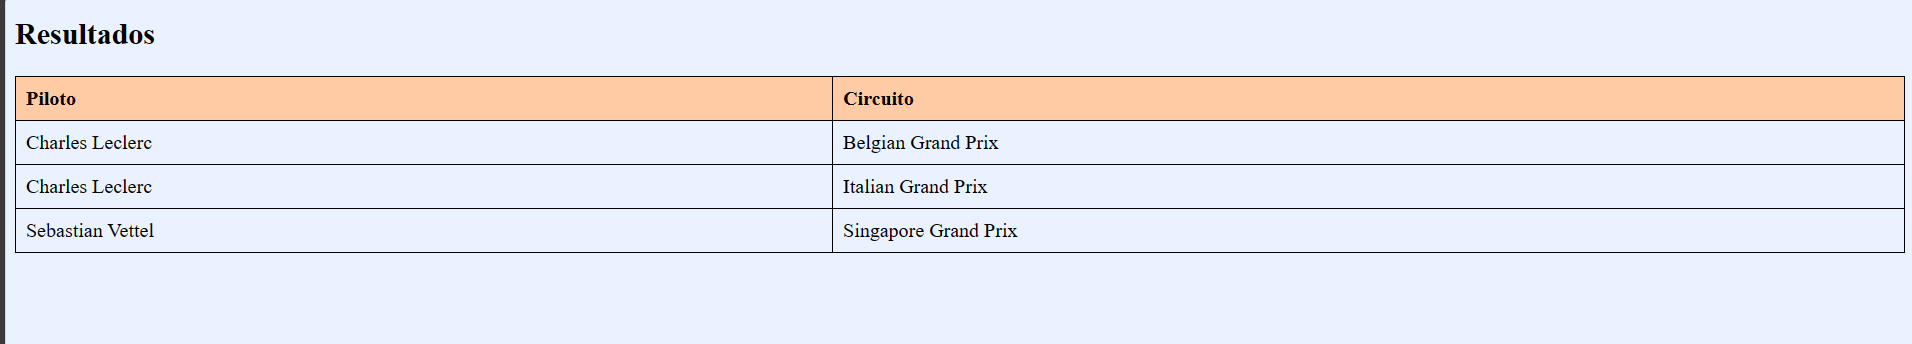 Resultados
Piloto Circuito
Charles Leclerc Belgian Grand Prix
Charles Leclerc Italian Grand Prix
Sebastian Vettel Singapore Grand Prix